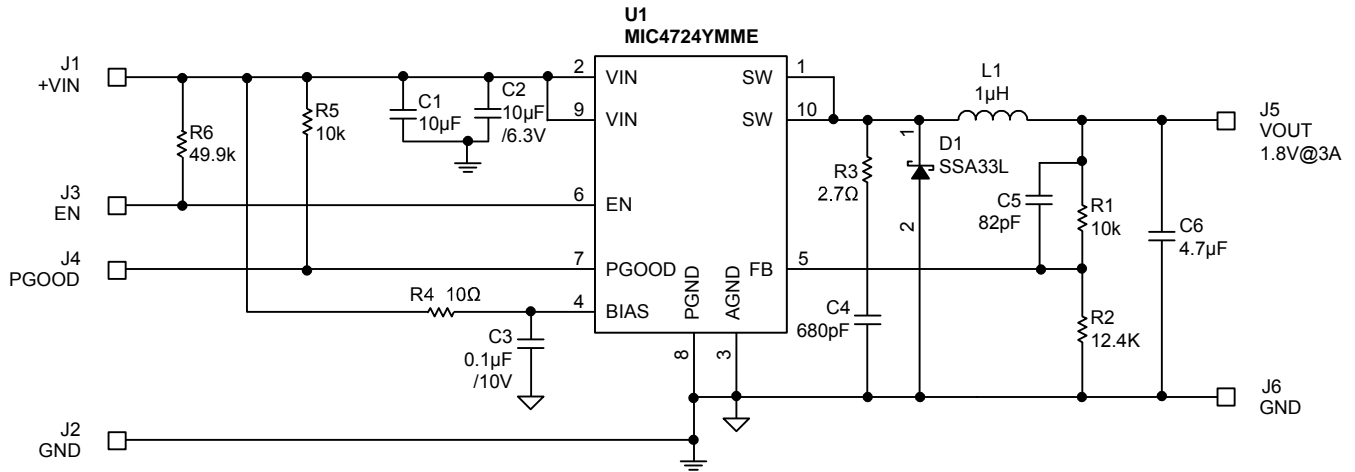 U1
MIC4724YMME
J1
+VIN
2
VIN
SW
1
L1
1µH
J5
VOUT
1.8V@3A
R6
49.9k
R5
10k
C1
10µF
C2
10µF
/6.3V
9
VIN
SW
10
1
D1
SSA33L
2
R3
2.7Ω
C5
82pF
R1
10k
C6
4.7µF
J3
EN
6
EN
J4
PGOOD
7
PGOOD
FB
5
R4 10Ω
4
BIAS
PGND
AGND
C3
0.1µF
/10V
C4
680pF
R2
12.4K
8
3
J6
GND
J2
GND